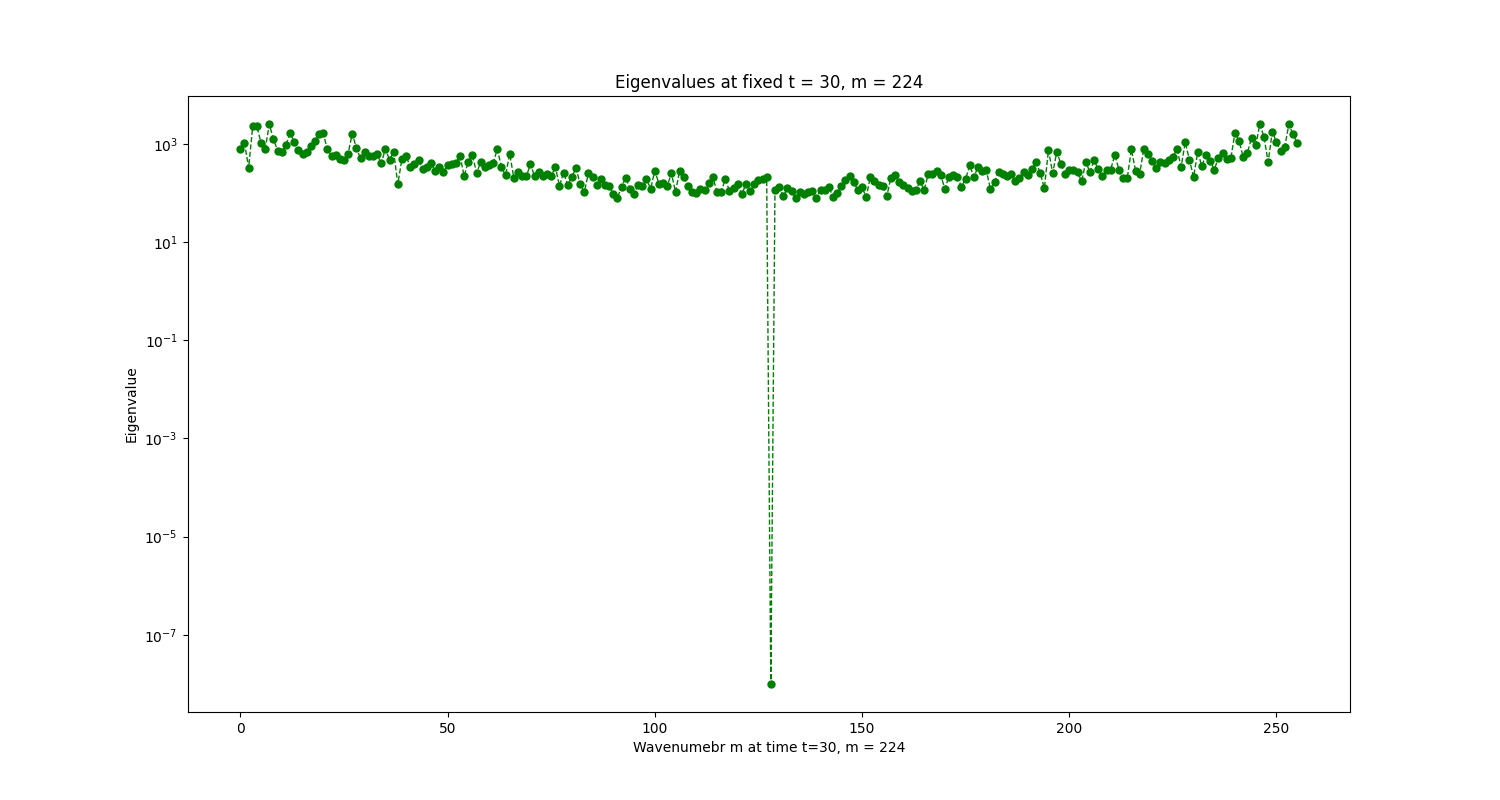 Eigenvalues at fixed t = 30, m = 224
10³
10¹
10⁻¹
10⁻³
10⁻⁵
10⁻⁷
Eigenvalue
0 50 100 150 200 250
Wavenumebr m at time t=30, m = 224